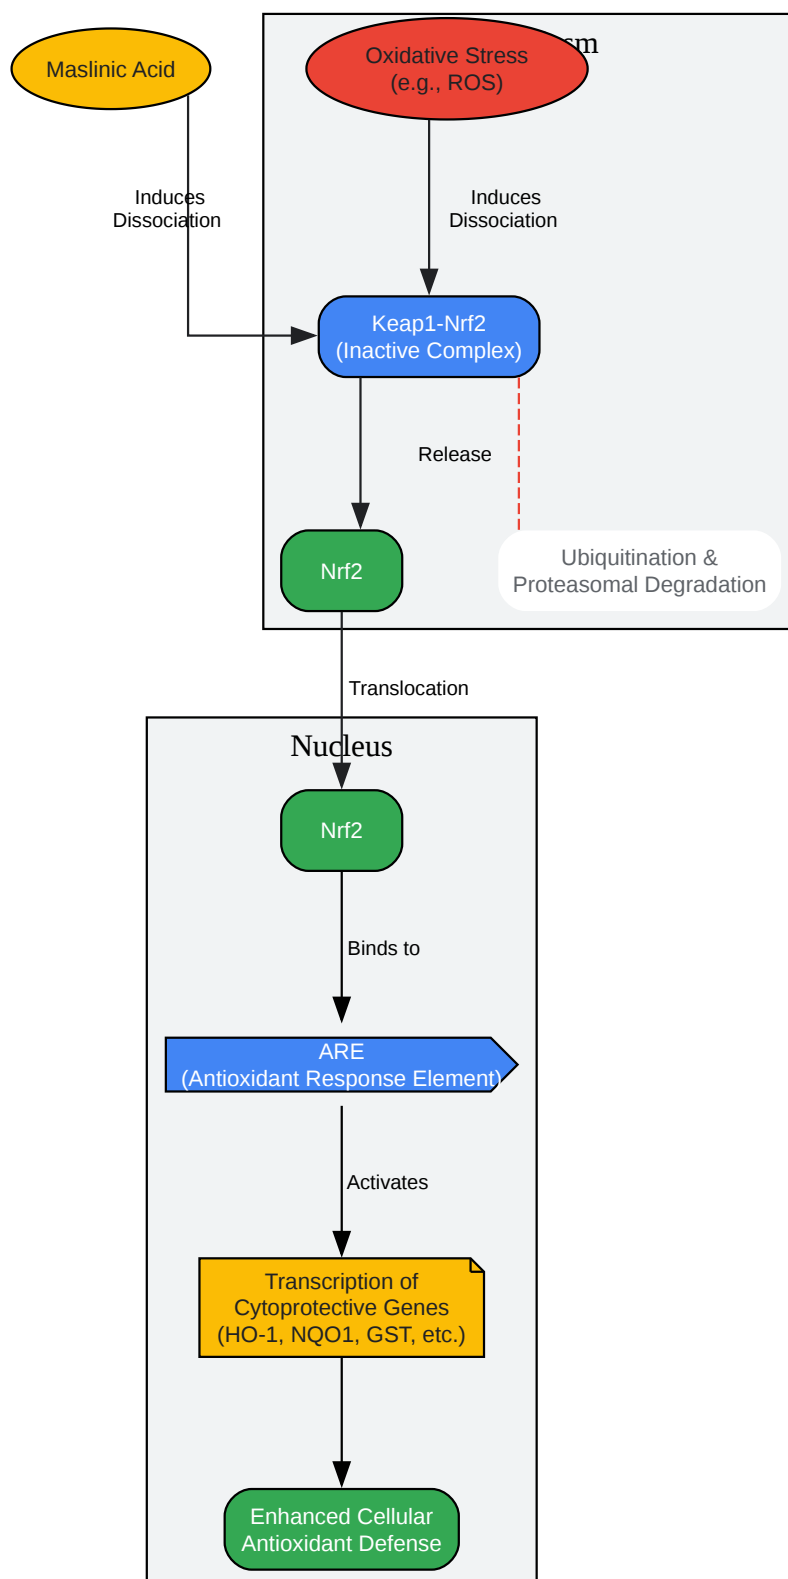 Maslinic Acid
Oxidative Stress
(e.g., ROS)
Induces
Dissociation
Induces
Dissociation
Keap1-Nrf2
(Inactive Complex)
Release
Nrf2
Ubiquitination &
Proteasomal Degradation
Translocation
Nucleus
Nrf2
Binds to
ARE
(Antioxidant Response Element)
Activates
Transcription of
Cytoprotective Genes
(HO-1, NQO1, GST, etc.)
Enhanced Cellular
Antioxidant Defense